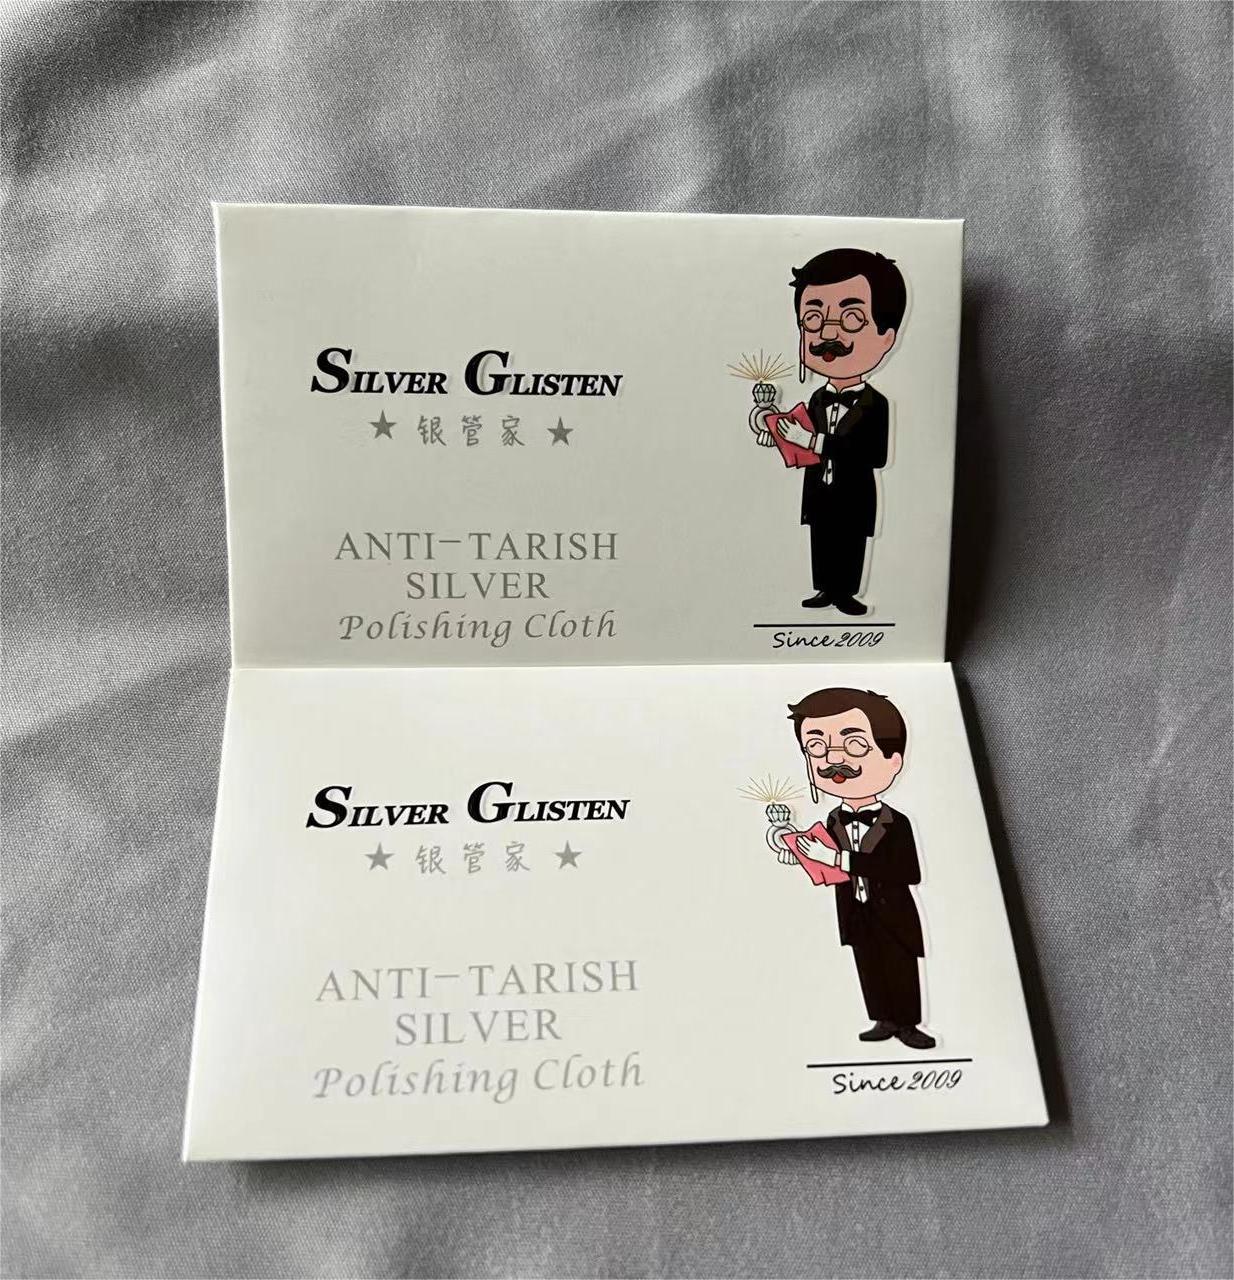 SILVER GLISTEN
★ 银管家 ★
ANTI-TARISH
SILVER
Polishing Cloth
Since 2009
SILVER GLISTEN
★ 银管家 ★
ANTI-TARISH
SILVER
Polishing Cloth
Since 2009